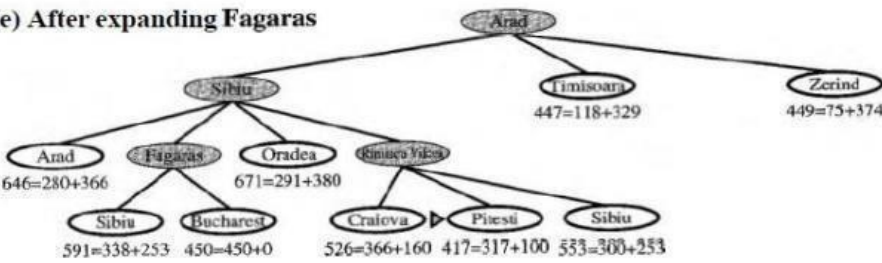 e) After expanding Fagaras
Arad
Sibiu
Timisoara
Zerind
447=118+329
449=75+374
Arad
Fagaras
Oradea
Rimnicu Vilcea
646=280+366
671=291+380
Sibiu
Bucharest
Craiova
Pitesti
Sibiu
591=338+253
450=450+0
526=366+160
417=317+100
553=300+253